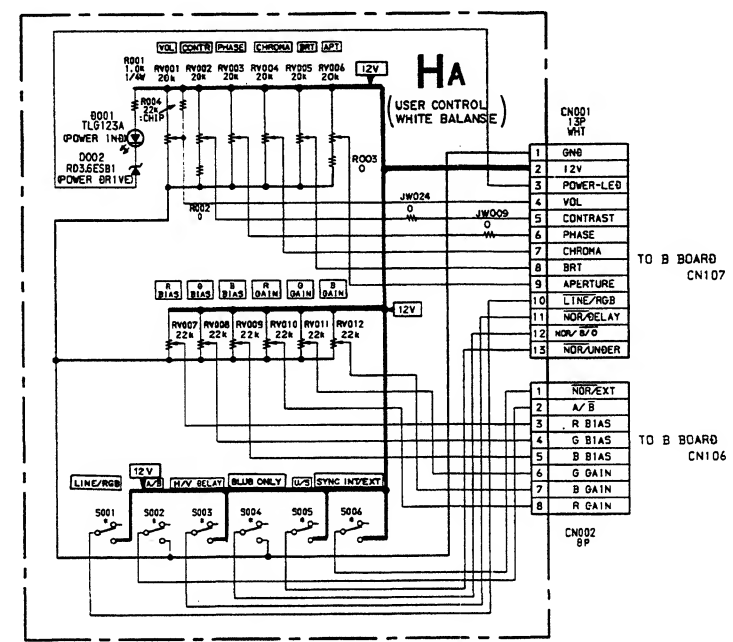 VOL CONTR PHASE CHROMA BRT APT
R001 RV001 RV002 RV003 RV004 RV005 RV006
1.0k 20k 20k 20k 20k 20k 20k
1/4W
12V
HA
(USER CONTROL
WHITE BALANSE)
R004
22k
:CHIP
D001
TLG123A
(POWER IND)
D002
RD3.6ESB1
(POWER DRIVE)
R003
0
R002
0
JW024
0
JW009
0
CN001
13P
WHT
1 GND
2 12V
3 POWER-LED
4 VOL
5 CONTRAST
6 PHASE
7 CHROMA
8 BRT
9 APERTURE
10 LINE/RGB
11 NOR/DELAY
12 NOR/B/O
13 NOR/UNDER
TO B BOARD
CN107
R BIAS G BIAS B BIAS R GAIN G GAIN B GAIN
12V
RV007 RV008 RV009 RV010 RV011 RV012
22k 22k 22k 22k 22k 22k
1 NOR/EXT
2 A/B
3 R BIAS
4 G BIAS
5 B BIAS
6 G GAIN
7 B GAIN
8 R GAIN
TO B BOARD
CN106
CN002
8P
12V
LINE/RGB A/B H/V DELAY BLUB ONLY U/S SYNC INT/EXT
S001 S002 S003 S004 S005 S006